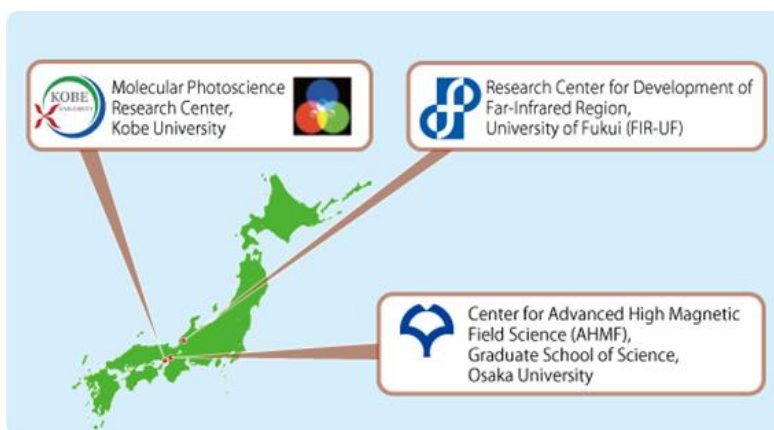 KOBE
UNIVERSITY
Molecular Photoscience
Research Center,
Kobe University
Research Center for Development of
Far-Infrared Region,
University of Fukui (FIR-UF)
Center for Advanced High Magnetic
Field Science (AHMF),
Graduate School of Science,
Osaka University